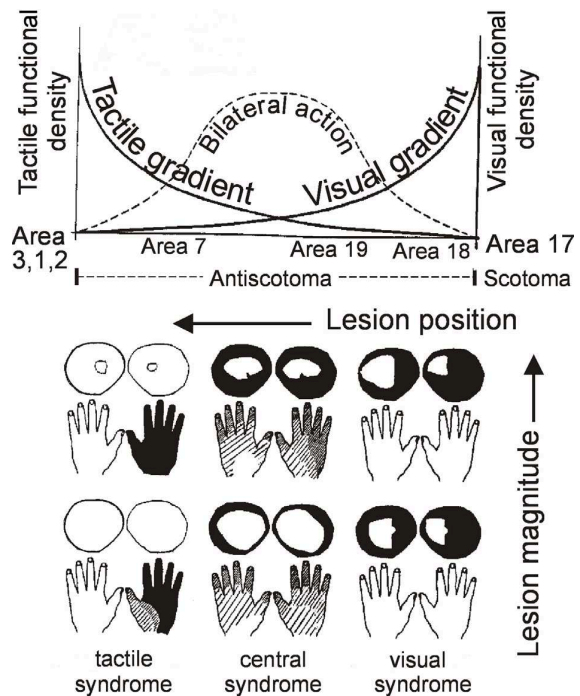 Tactile functional
density
Tactile gradient
Bilateral action
Visual gradient
Visual functional
density
Area
3,1,2
Area 7
Area 19
Area 18
Area 17
Antiscotoma
Scotoma
Lesion position
Lesion magnitude
tactile
syndrome
central
syndrome
visual
syndrome